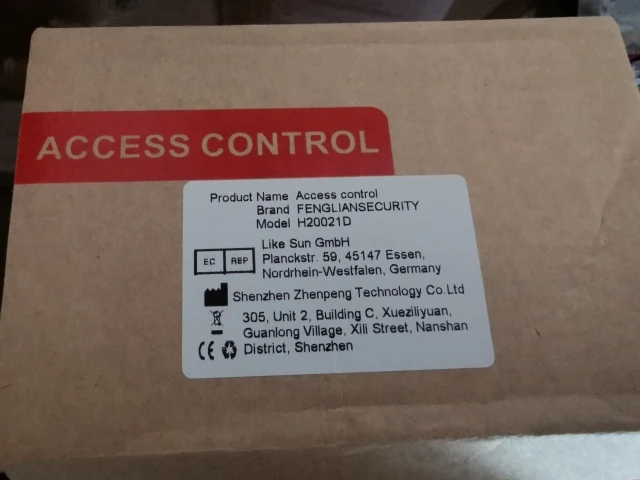 ACCESS CONTROL
Product Name Access control
Brand FENGLIANSECURITY
Model H20021D
EC REP
Like Sun GmbH
Planckstr. 59, 45147 Essen,
Nordrhein-Westfalen, Germany
Shenzhen Zhenpeng Technology Co.Ltd
305, Unit 2, Building C, Xueziliyuan,
Guanlong Village, Xili Street, Nanshan
CE District, Shenzhen